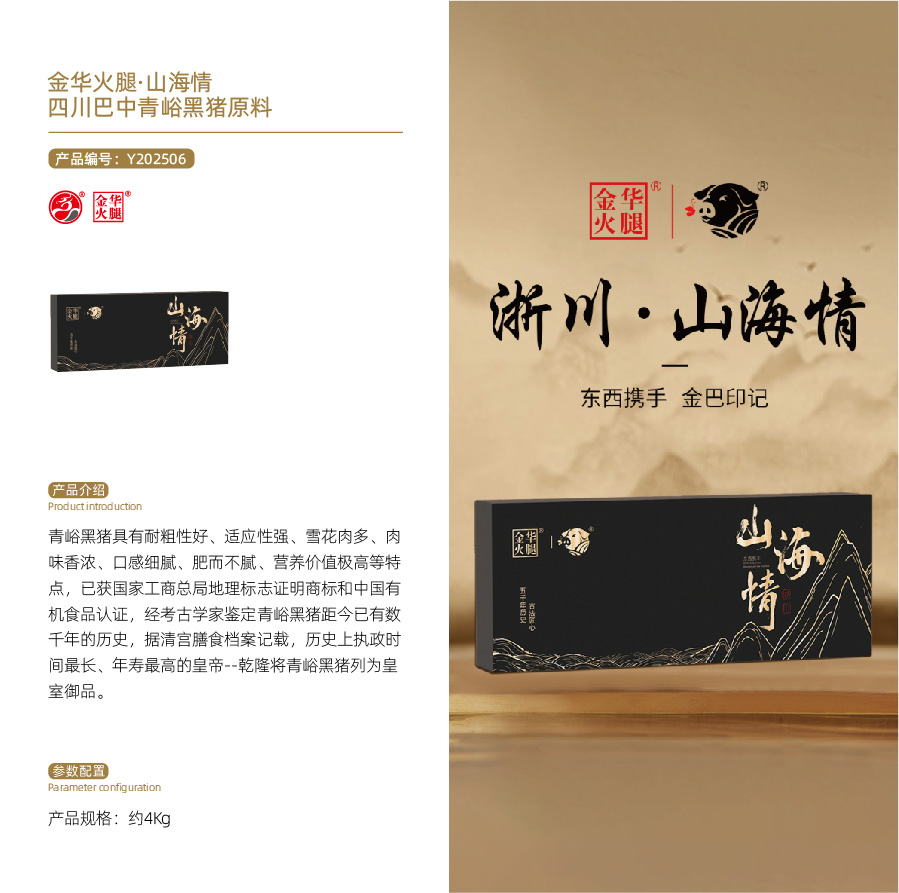 金华火腿·山海情
四川巴中青峪黑猪原料
产品编号：Y202506
金华
火腿
山海情
产品介绍
Product introduction
青峪黑猪具有耐粗性好、适应性强、雪花肉多、肉
味香浓、口感细腻、肥而不腻、营养价值极高等特
点，已获国家工商总局地理标志证明商标和中国有
机食品认证，经考古学家鉴定青峪黑猪距今已有数
千年的历史，据清宫膳食档案记载，历史上执政时
间最长、年寿最高的皇帝--乾隆将青峪黑猪列为皇
室御品。
参数配置
Parameter configuration
产品规格：约4Kg
金华
火腿
浙川·山海情
东西携手 金巴印记
金华
火腿
山海情